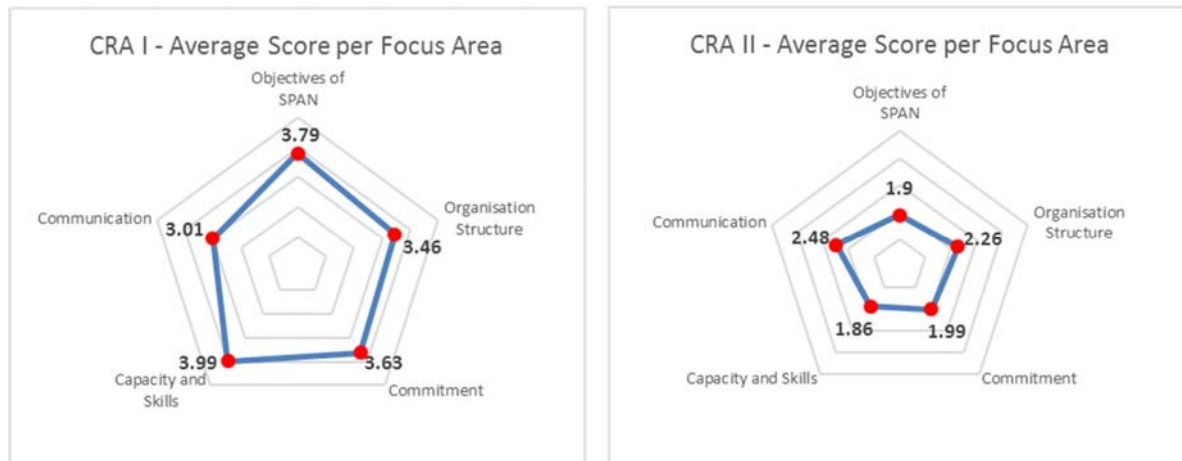 CRA I - Average Score per Focus Area
Objectives of
SPAN
3.79
Organisation
Structure
3.46
Commitment
3.63
Capacity and
Skills
3.99
Communication
3.01
CRA II - Average Score per Focus Area
Objectives of
SPAN
1.9
Organisation
Structure
2.26
Commitment
1.99
Capacity and Skills
1.86
Communication
2.48